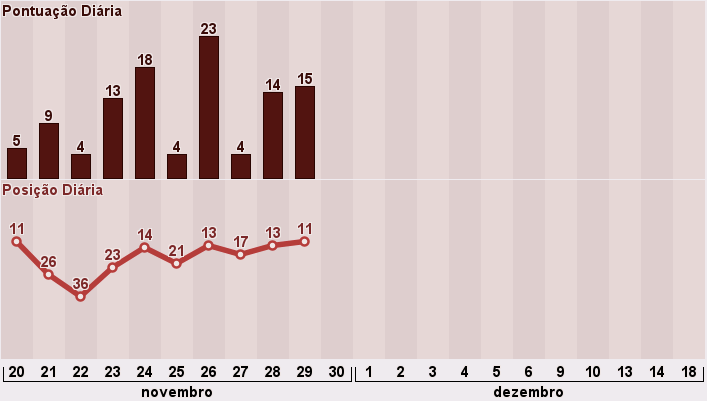 Pontuação Diária
5 9 4 13 18 4 23 4 14 15
Posição Diária
11 26 36 23 14 21 13 17 13 11
20 21 22 23 24 25 26 27 28 29 30 1 2 3 4 5 6 9 10 13 14 18
novembro dezembro